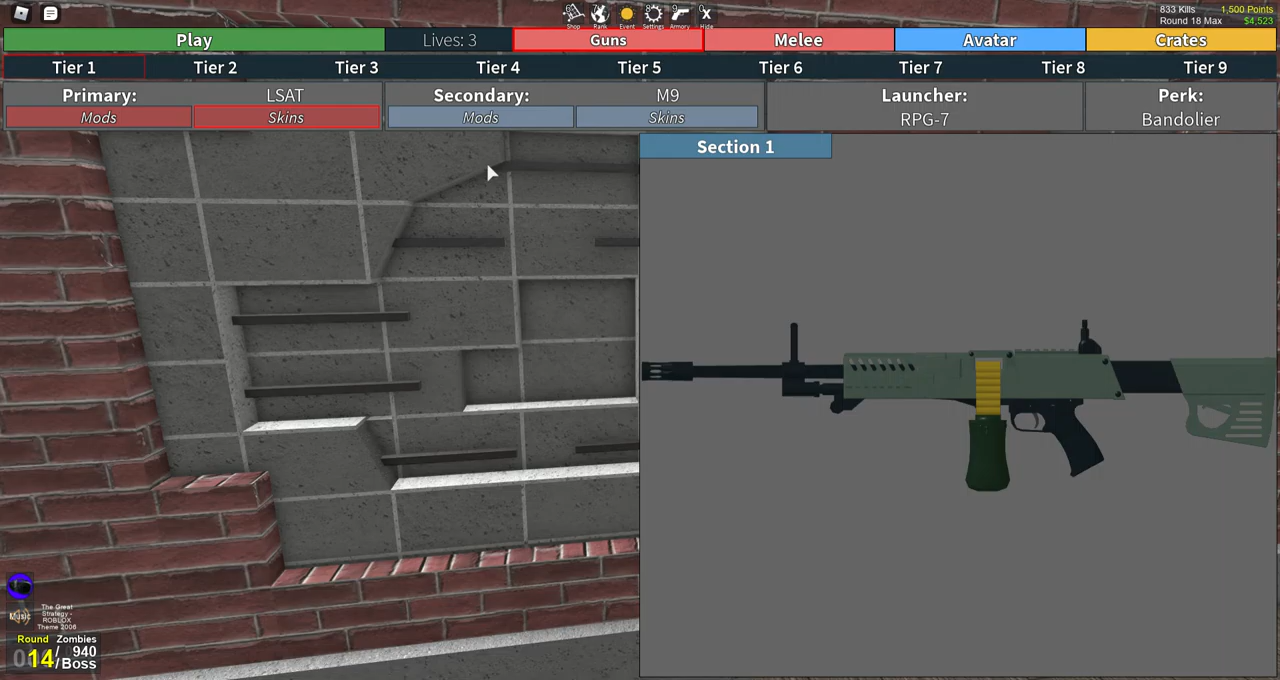 833 Kills 1,500 Points
Round 18 Max $4,523
Shop Rank Event Settings Armory Hide
Play Lives: 3 Guns Melee Avatar Crates
Tier 1 Tier 2 Tier 3 Tier 4 Tier 5 Tier 6 Tier 7 Tier 8 Tier 9
Primary: LSAT Secondary: M9 Launcher: Perk:
Mods Skins Mods Skins RPG-7 Bandolier
Section 1
Music
The Great
Strategy -
ROBLOX
Theme 2006
Round Zombies
14/ 940
/Boss